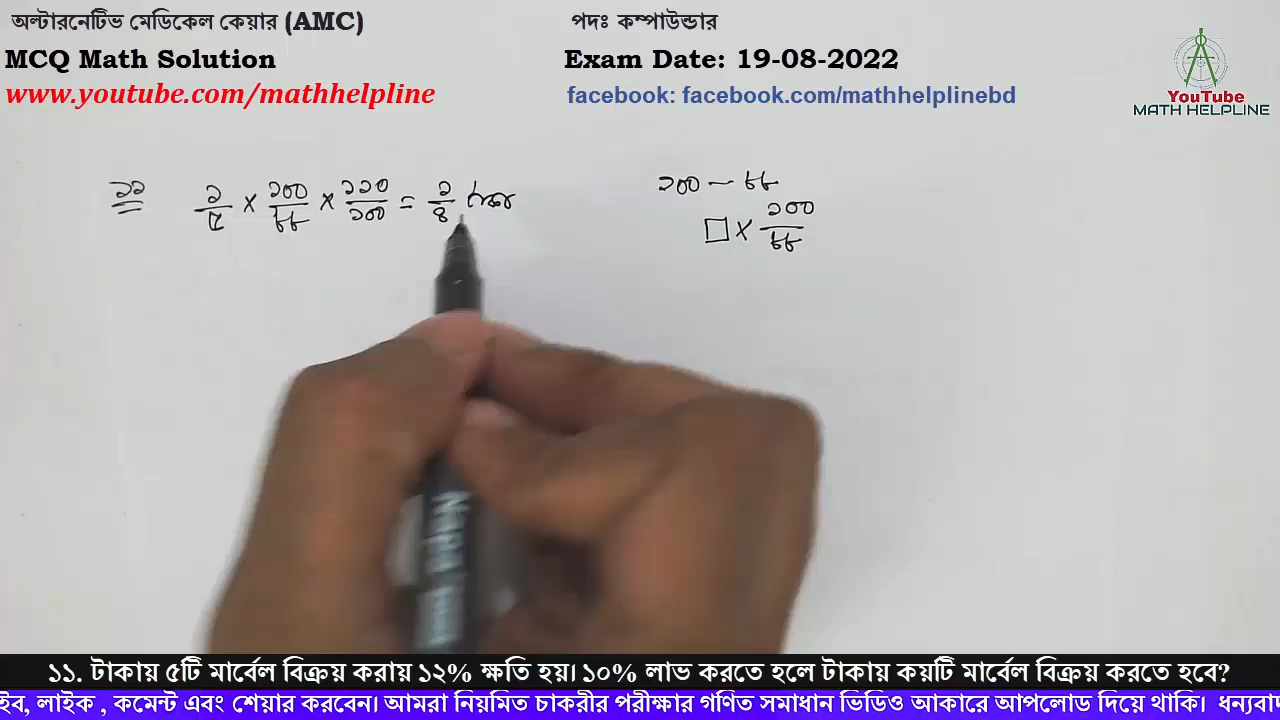 অল্টারনেটিভ মেডিকেল কেয়ার (AMC)
পদঃ কম্পাউন্ডার
MCQ Math Solution
Exam Date: 19-08-2022
www.youtube.com/mathhelpline
facebook: facebook.com/mathhelplinebd
YouTube
MATH HELPLINE
১১ ১/৫ × ১০০/৮৮ × ১১০/১০০ = ১/৪
১০০ — ৮৮
□ × ১০০/৮৮
১১. টাকায় ৫টি মার্বেল বিক্রয় করায় ১২% ক্ষতি হয়। ১০% লাভ করতে হলে টাকায় কয়টি মার্বেল বিক্রয় করতে হবে?
লাইক , কমেন্ট এবং শেয়ার করবেন। আমরা নিয়মিত চাকরীর পরীক্ষার গণিত সমাধান ভিডিও আকারে আপলোড দিয়ে থাকি।